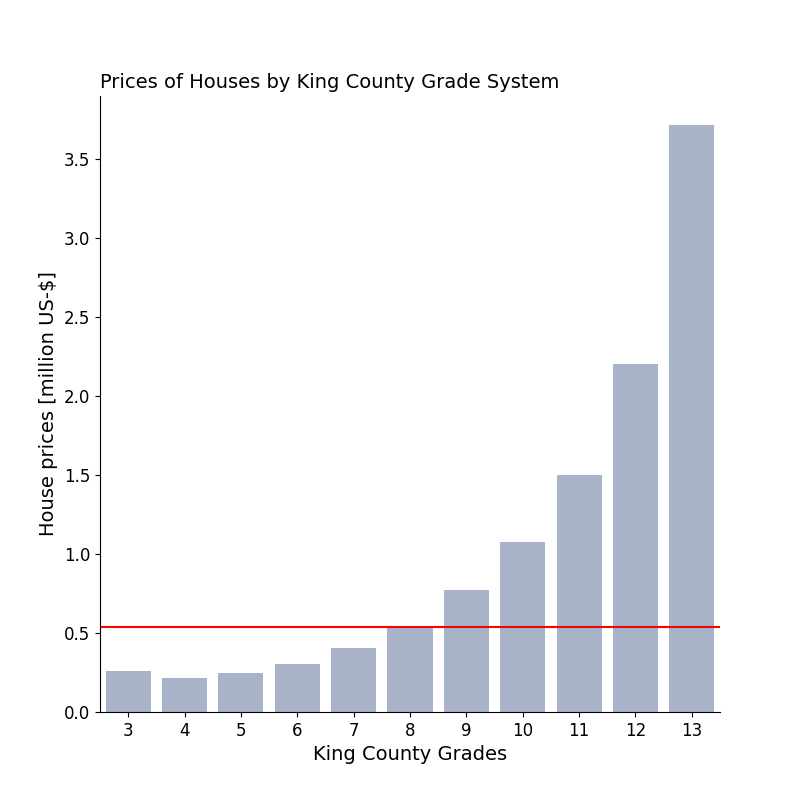 Prices of Houses by King County Grade System
House prices [million US-$]
3.5
3.0
2.5
2.0
1.5
1.0
0.5
0.0
3 4 5 6 7 8 9 10 11 12 13
King County Grades